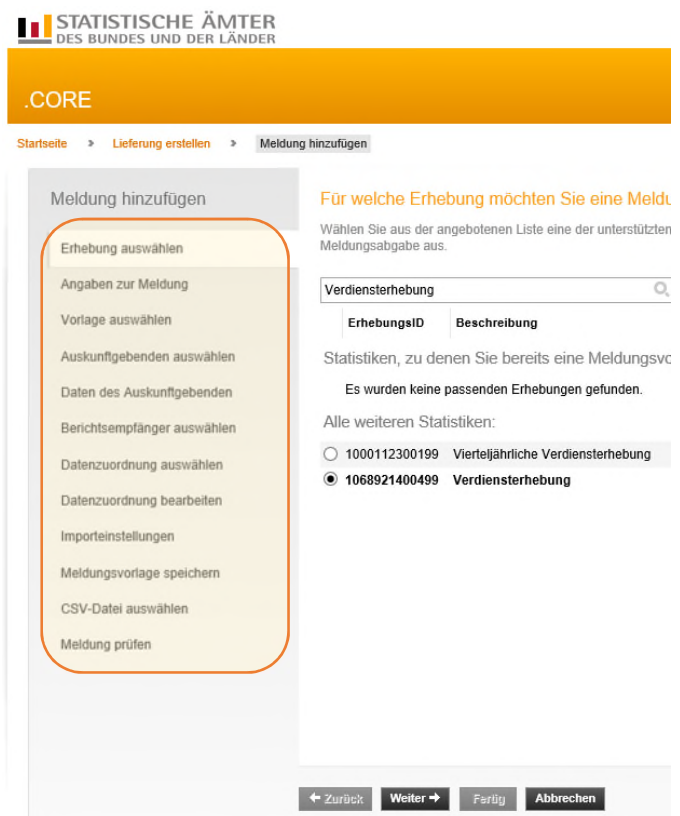 STATISTISCHE ÄMTER
DES BUNDES UND DER LÄNDER
.CORE
Startseite > Lieferung erstellen > Meldung hinzufügen
Meldung hinzufügen
Erhebung auswählen
Angaben zur Meldung
Vorlage auswählen
Auskunftgebenden auswählen
Daten des Auskunftgebenden
Berichtsempfänger auswählen
Datenzuordnung auswählen
Datenzuordnung bearbeiten
Importeinstellungen
Meldungsvorlage speichern
CSV-Datei auswählen
Meldung prüfen
Für welche Erhebung möchten Sie eine Meldu
Wählen Sie aus der angebotenen Liste eine der unterstützten
Meldungsabgabe aus.
Verdiensterhebung
ErhebungsID Beschreibung
Statistiken, zu denen Sie bereits eine Meldungsvo
Es wurden keine passenden Erhebungen gefunden.
Alle weiteren Statistiken:
1000112300199 Vierteljährliche Verdiensterhebung
1068921400499 Verdiensterhebung
← Zurück Weiter → Fertig Abbrechen